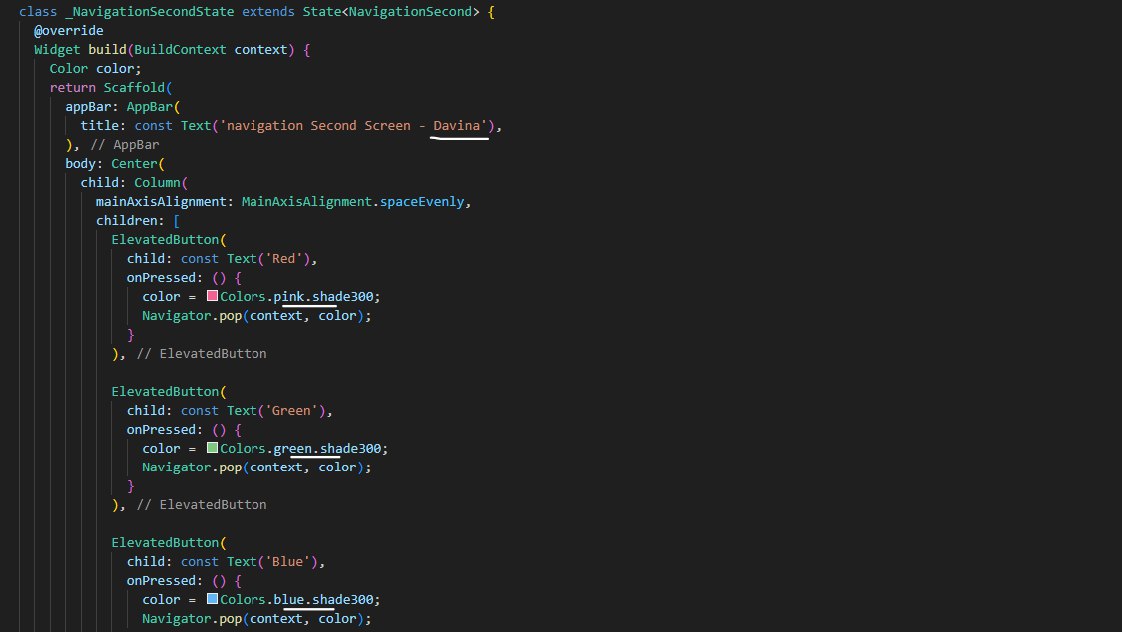 class _NavigationSecondState extends State<NavigationSecond> {
@override
Widget build(BuildContext context) {
Color color;
return Scaffold(
appBar: AppBar(
title: const Text('navigation Second Screen - Davina'),
), // AppBar
body: Center(
child: Column(
mainAxisAlignment: MainAxisAlignment.spaceEvenly,
children: [
ElevatedButton(
child: const Text('Red'),
onPressed: () {
color = Colors.pink.shade300;
Navigator.pop(context, color);
}
), // ElevatedButton
ElevatedButton(
child: const Text('Green'),
onPressed: () {
color = Colors.green.shade300;
Navigator.pop(context, color);
}
), // ElevatedButton
ElevatedButton(
child: const Text('Blue'),
onPressed: () {
color = Colors.blue.shade300;
Navigator.pop(context, color);